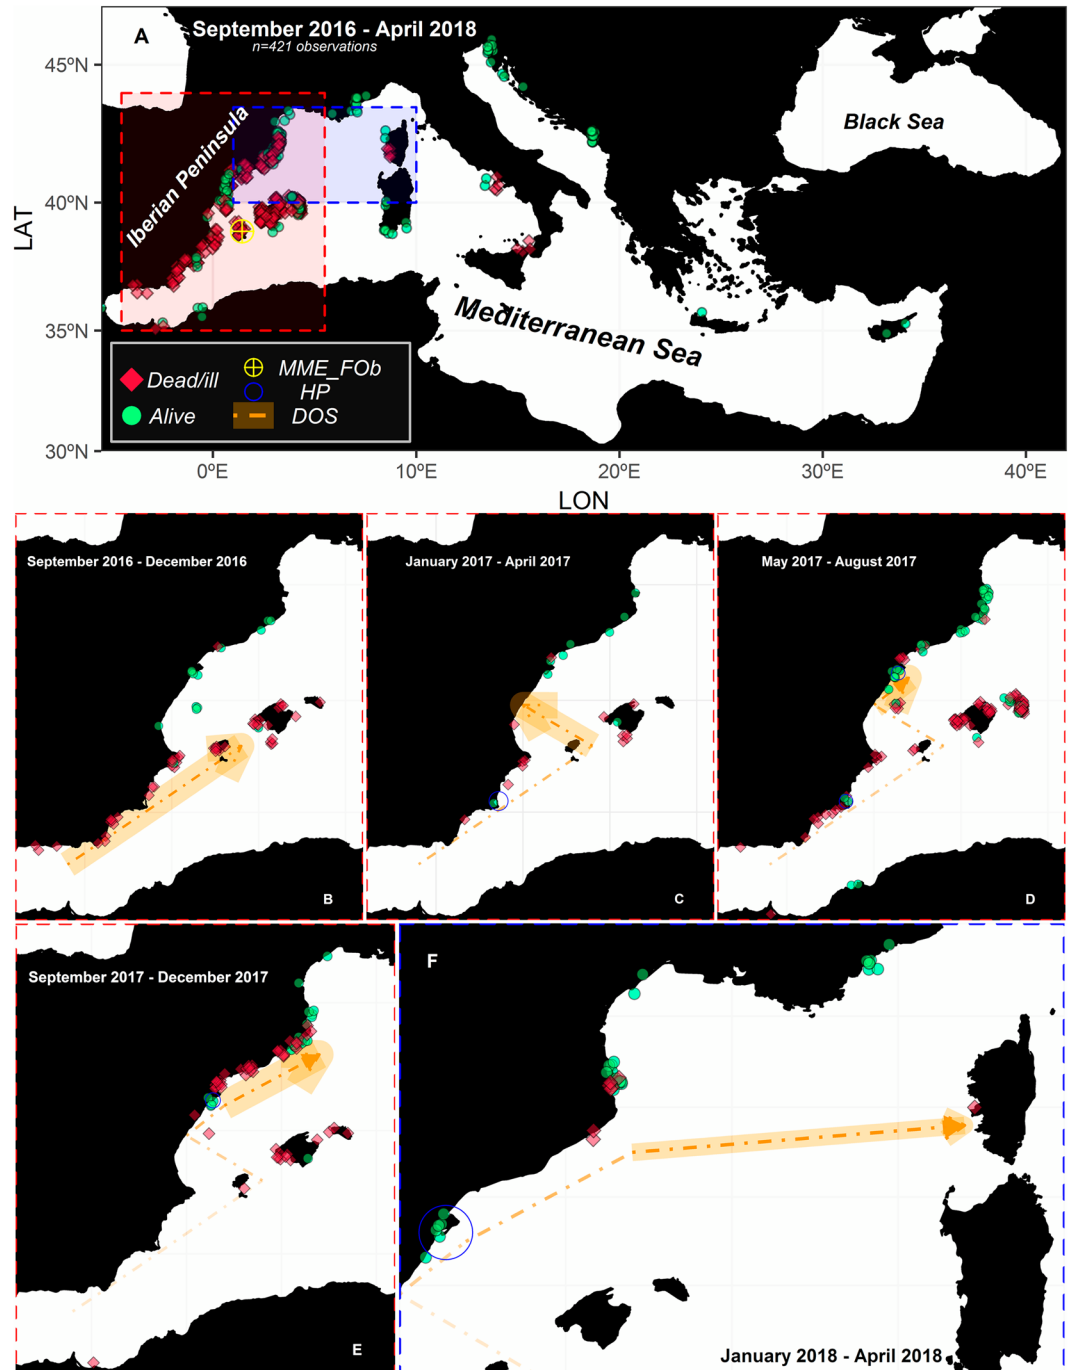 A
September 2016 - April 2018
n=421 observations
45ºN
40ºN
35ºN
30ºN
LAT
Iberian Peninsula
Black Sea
Mediterranean Sea
Dead/ill
Alive
MME_FOb
HP
DOS
0ºE
10ºE
20ºE
30ºE
40ºE
LON
September 2016 - December 2016
B
January 2017 - April 2017
C
May 2017 - August 2017
D
September 2017 - December 2017
E
F
January 2018 - April 2018